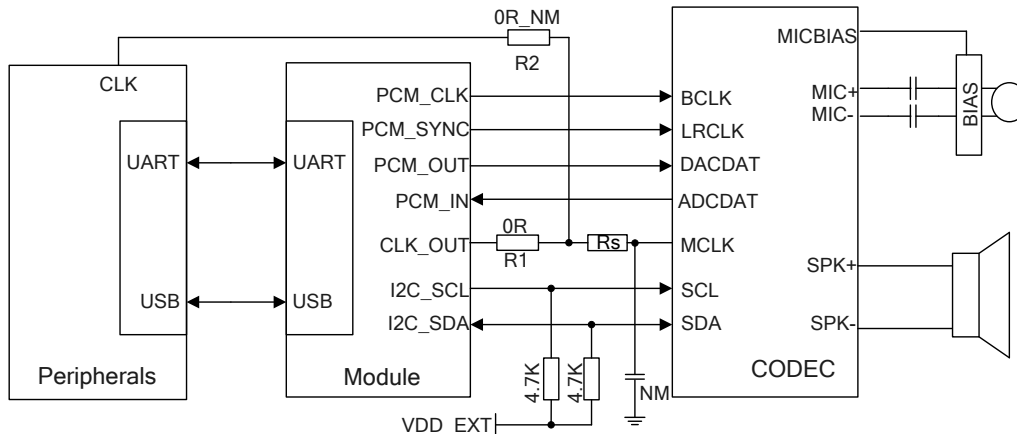 0R_NM
R2
CLK
MICBIAS
MIC+
MIC-
BIAS
PCM_CLK
BCLK
PCM_SYNC
LRCLK
UART
UART
PCM_OUT
DACDAT
PCM_IN
ADCDAT
0R
CLK_OUT
R1
Rs
MCLK
SPK+
USB
USB
I2C_SCL
SCL
I2C_SDA
SDA
SPK-
Peripherals
Module
4.7K
4.7K
NM
CODEC
VDD_EXT